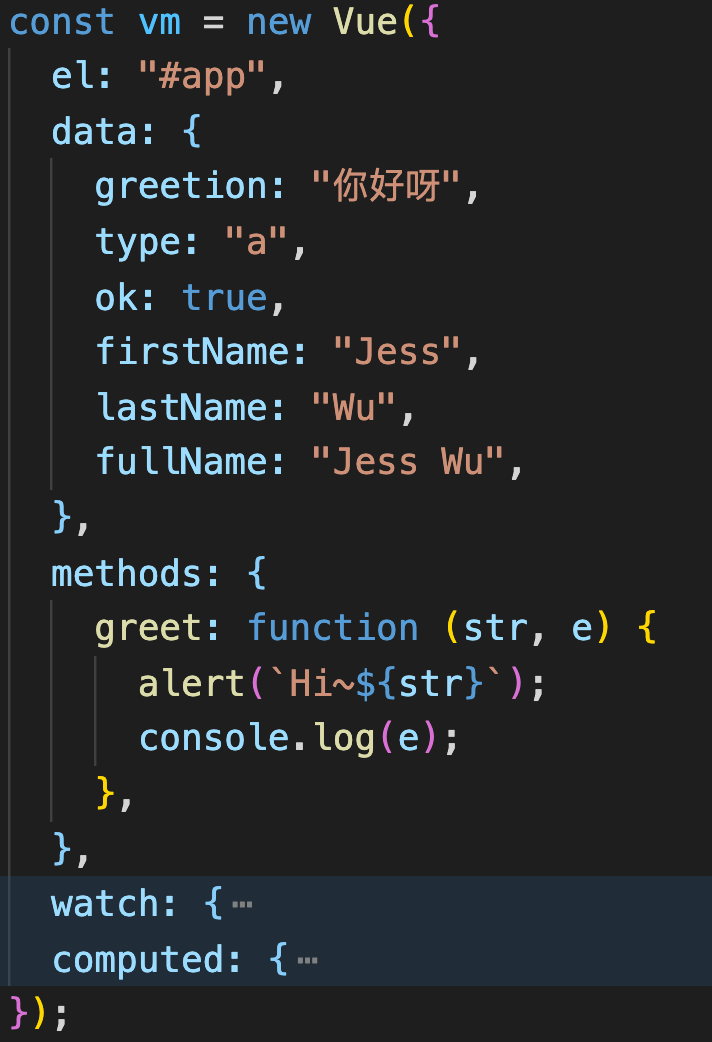 const vm = new Vue({
  el: "#app",
  data: {
    greetion: "你好呀",
    type: "a",
    ok: true,
    firstName: "Jess",
    lastName: "Wu",
    fullName: "Jess Wu",
  },
  methods: {
    greet: function (str, e) {
      alert(`Hi~${str}`);
      console.log(e);
    },
  },
  watch: {⋯
  computed: {⋯
});